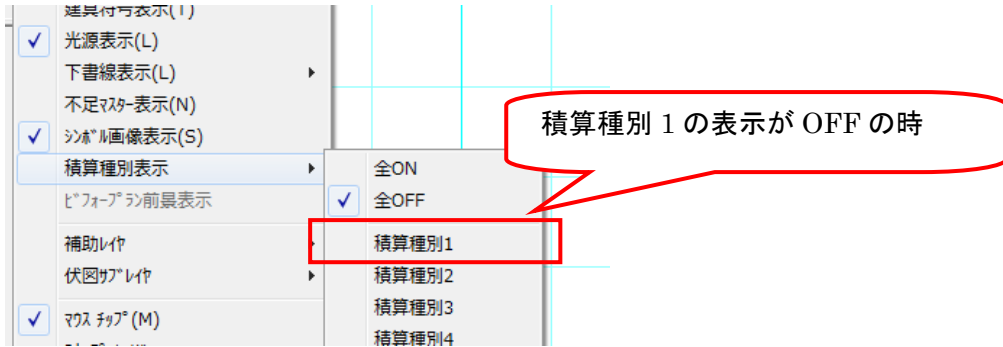 建具符号表示(T)
光源表示(L)
下書線表示(L)
不足ﾏｽﾀｰ表示(N)
ｼﾝﾎﾞﾙ画像表示(S)
積算種別表示
ﾋﾞﾌｫｰﾌﾟﾗﾝ前景表示
補助ﾚｲﾔ
伏図ｻﾌﾞﾚｲﾔ
ﾏｳｽ ﾁｯﾌﾟ(M)
全ON
全OFF
積算種別1
積算種別2
積算種別3
積算種別4
積算種別 1 の表示が OFF の時